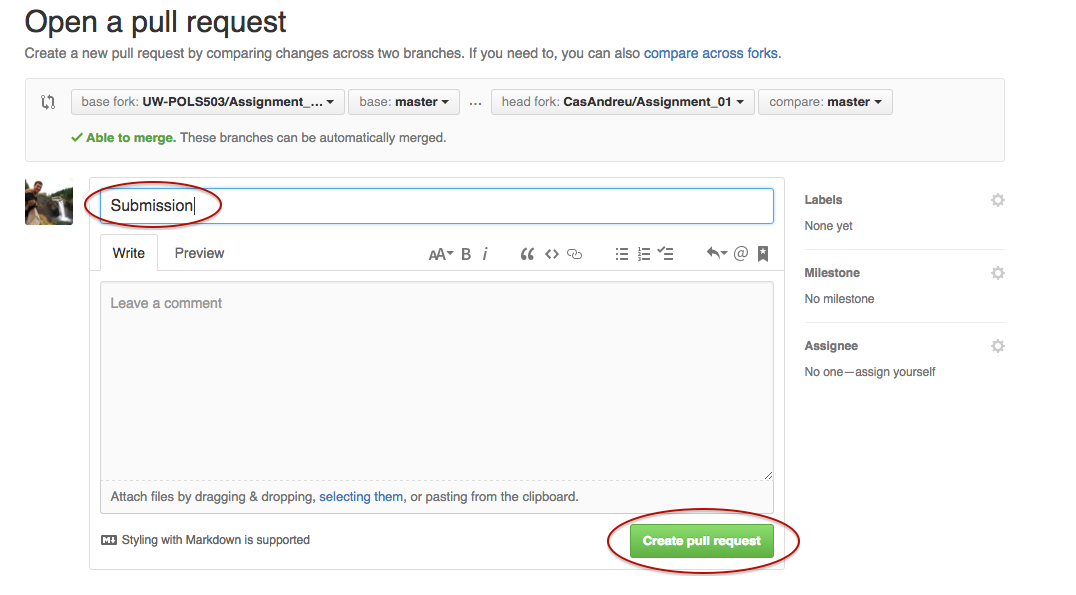 Open a pull request
Create a new pull request by comparing changes across two branches. If you need to, you can also compare across forks.
base fork: UW-POLS503/Assignment_... base: master ... head fork: CasAndreu/Assignment_01 compare: master
Able to merge. These branches can be automatically merged.
Submission
Write Preview AA B i @
Leave a comment
Attach files by dragging & dropping, selecting them, or pasting from the clipboard.
Styling with Markdown is supported
Create pull request
Labels
None yet
Milestone
No milestone
Assignee
No one—assign yourself